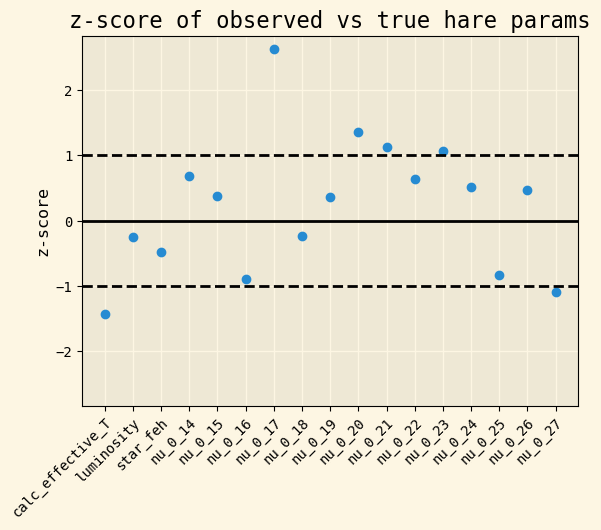 z-score of observed vs true hare params
z-score
2
1
0
−1
−2
calc_effective_T
luminosity
star_feh
nu_0_14
nu_0_15
nu_0_16
nu_0_17
nu_0_18
nu_0_19
nu_0_20
nu_0_21
nu_0_22
nu_0_23
nu_0_24
nu_0_25
nu_0_26
nu_0_27